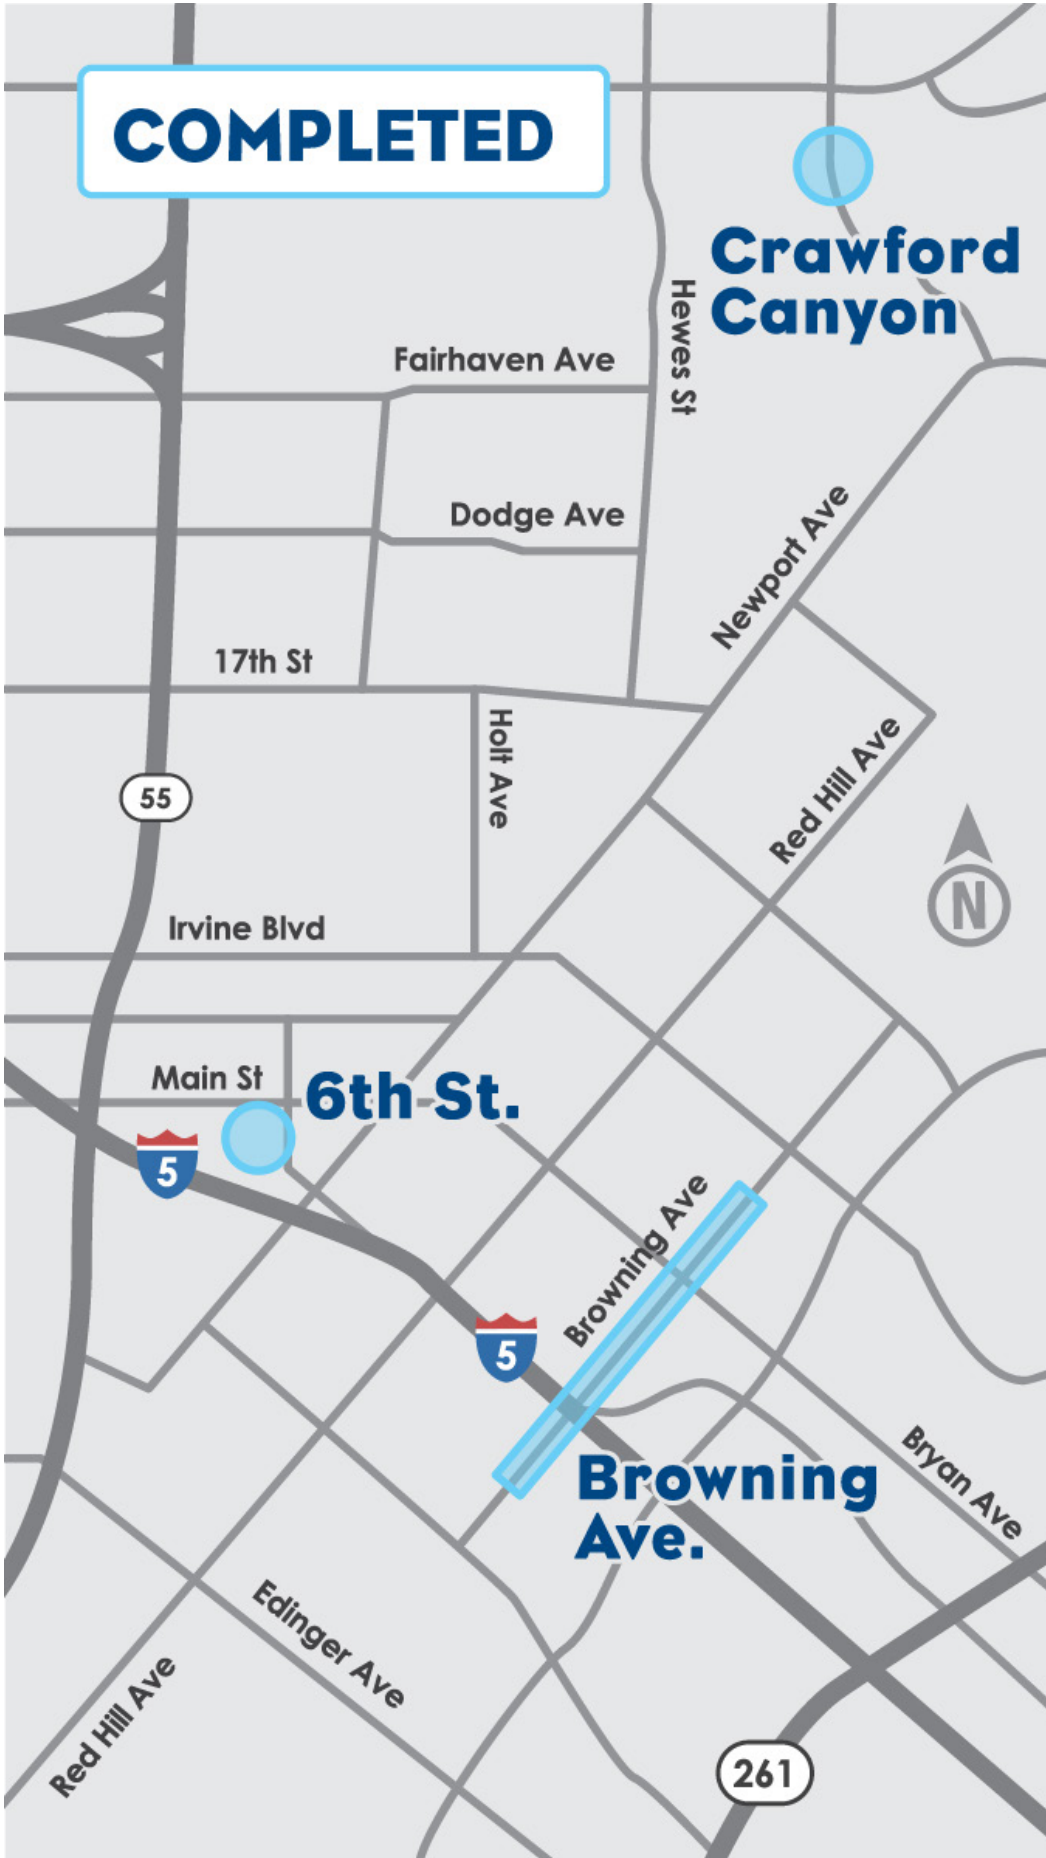 COMPLETED
Crawford
Canyon
Hewes St
Fairhaven Ave
Dodge Ave
Newport Ave
17th St
Holt Ave
Red Hill Ave
55
N
Irvine Blvd
Main St
6th St.
5
Browning Ave
5
Browning
Ave.
Bryan Ave
Edinger Ave
Red Hill Ave
261